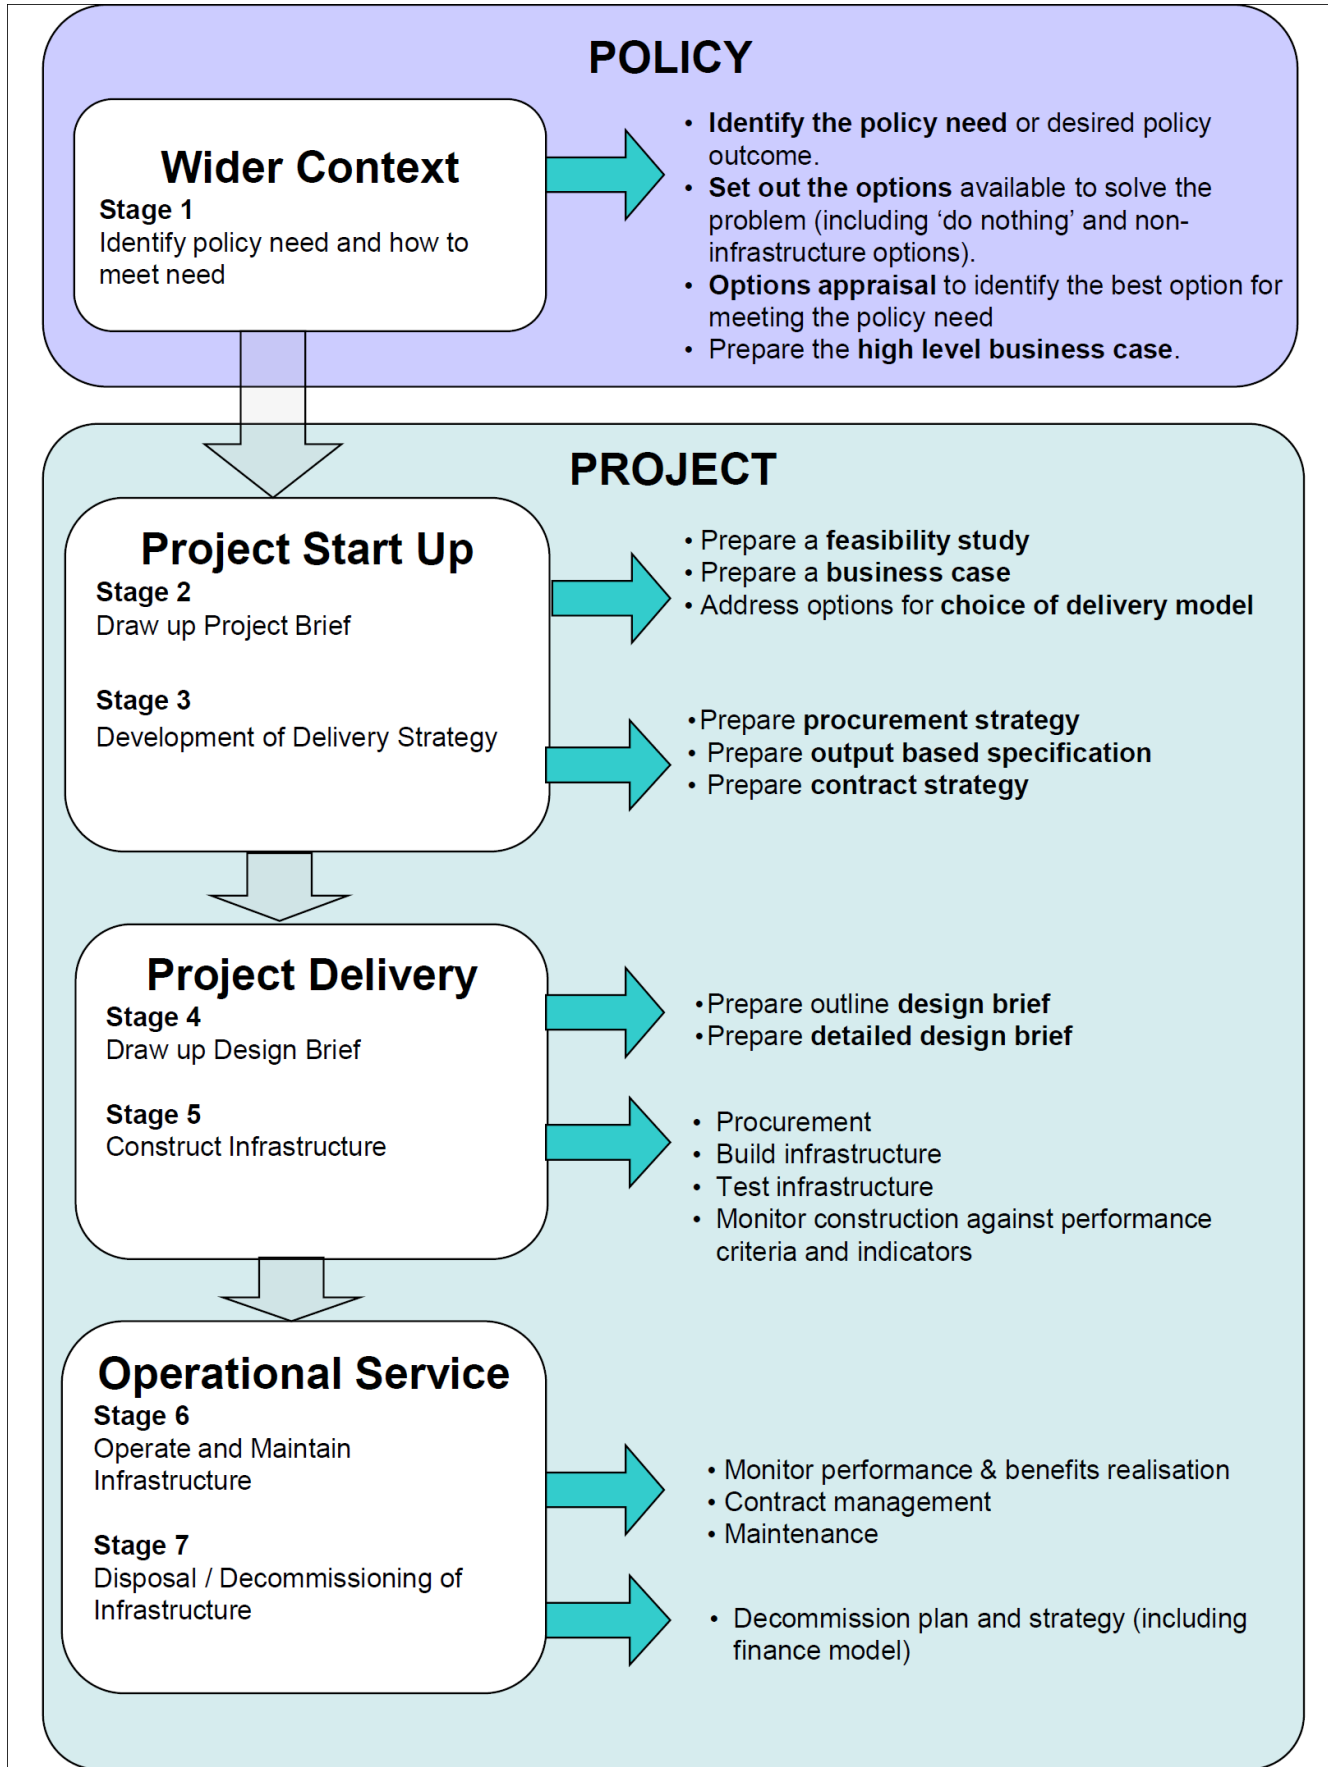 POLICY
Wider Context
Stage 1
Identify policy need and how to
meet need
• Identify the policy need or desired policy
outcome.
• Set out the options available to solve the
problem (including ‘do nothing’ and non-
infrastructure options).
• Options appraisal to identify the best option for
meeting the policy need
• Prepare the high level business case.
PROJECT
Project Start Up
Stage 2
Draw up Project Brief
• Prepare a feasibility study
• Prepare a business case
• Address options for choice of delivery model
Stage 3
Development of Delivery Strategy
• Prepare procurement strategy
• Prepare output based specification
• Prepare contract strategy
Project Delivery
Stage 4
Draw up Design Brief
• Prepare outline design brief
• Prepare detailed design brief
Stage 5
Construct Infrastructure
• Procurement
• Build infrastructure
• Test infrastructure
• Monitor construction against performance
criteria and indicators
Operational Service
Stage 6
Operate and Maintain
Infrastructure
• Monitor performance & benefits realisation
• Contract management
• Maintenance
Stage 7
Disposal / Decommissioning of
Infrastructure
• Decommission plan and strategy (including
finance model)